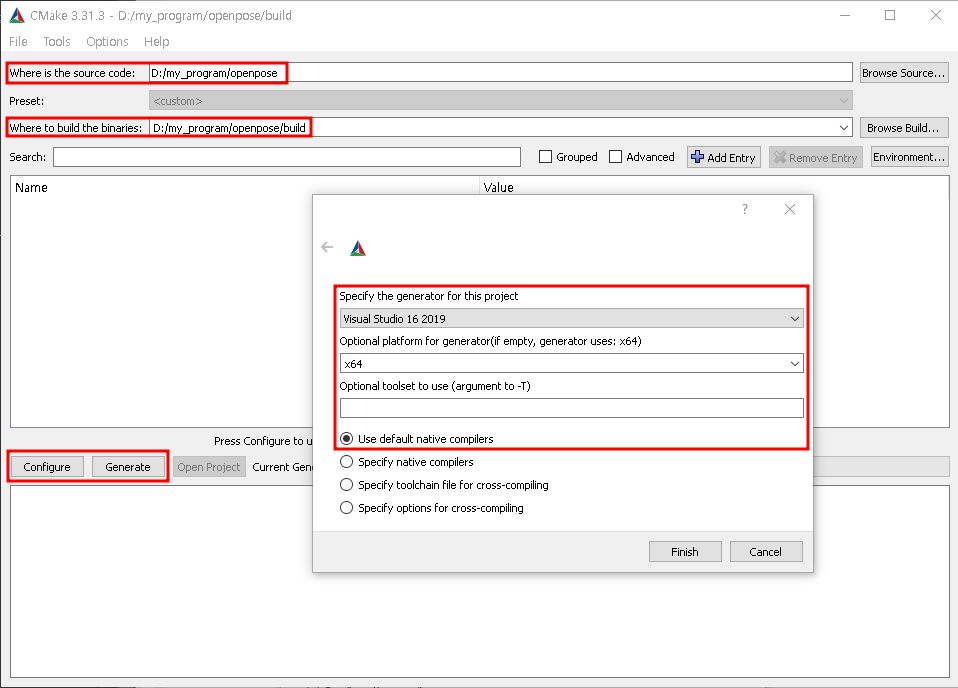 CMake 3.31.3 - D:/my_program/openpose/build
File Tools Options Help
Where is the source code: D:/my_program/openpose Browse Source...
Preset: <custom>
Where to build the binaries: D:/my_program/openpose/build Browse Build...
Search: Grouped Advanced Add Entry Remove Entry Environment...
Name Value
?
Specify the generator for this project
Visual Studio 16 2019
Optional platform for generator(if empty, generator uses: x64)
x64
Optional toolset to use (argument to -T)
Use default native compilers
Specify native compilers
Specify toolchain file for cross-compiling
Specify options for cross-compiling
Finish Cancel
Press Configure to u
Configure Generate Open Project Current Gen